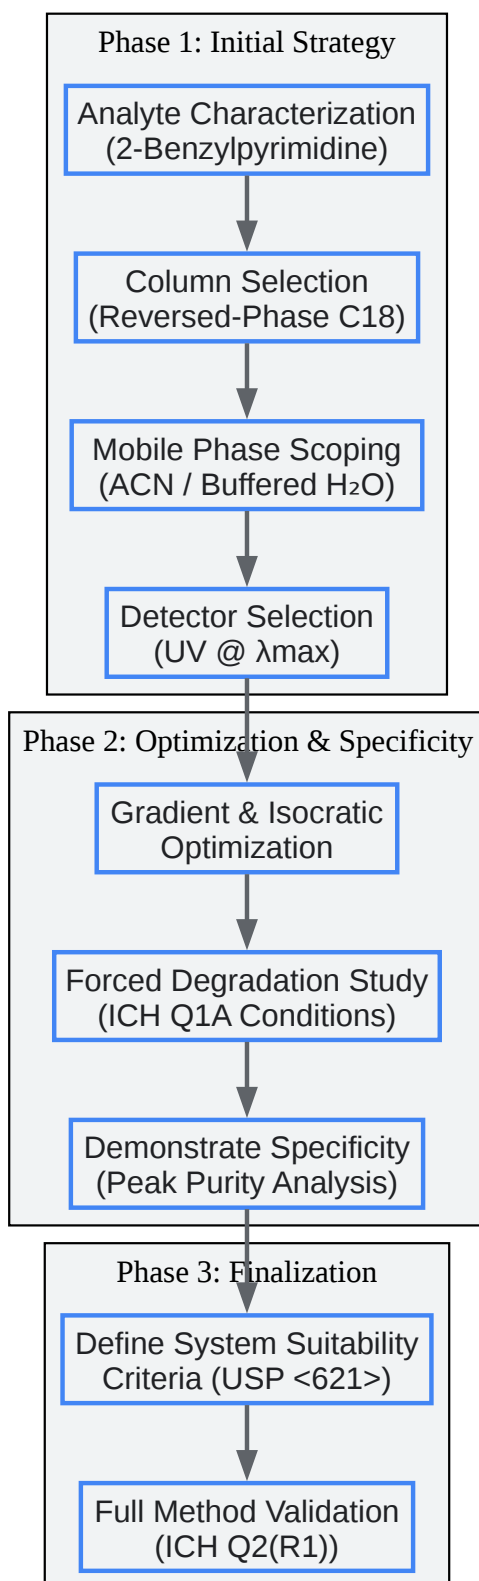 Phase 1: Initial Strategy
Analyte Characterization
(2-Benzylpyrimidine)
Column Selection
(Reversed-Phase C18)
Mobile Phase Scoping
(ACN / Buffered H₂O)
Detector Selection
(UV @ λmax)
Phase 2: Optimization & Specificity
Gradient & Isocratic
Optimization
Forced Degradation Study
(ICH Q1A Conditions)
Demonstrate Specificity
(Peak Purity Analysis)
Phase 3: Finalization
Define System Suitability
Criteria (USP <621>)
Full Method Validation
(ICH Q2(R1))